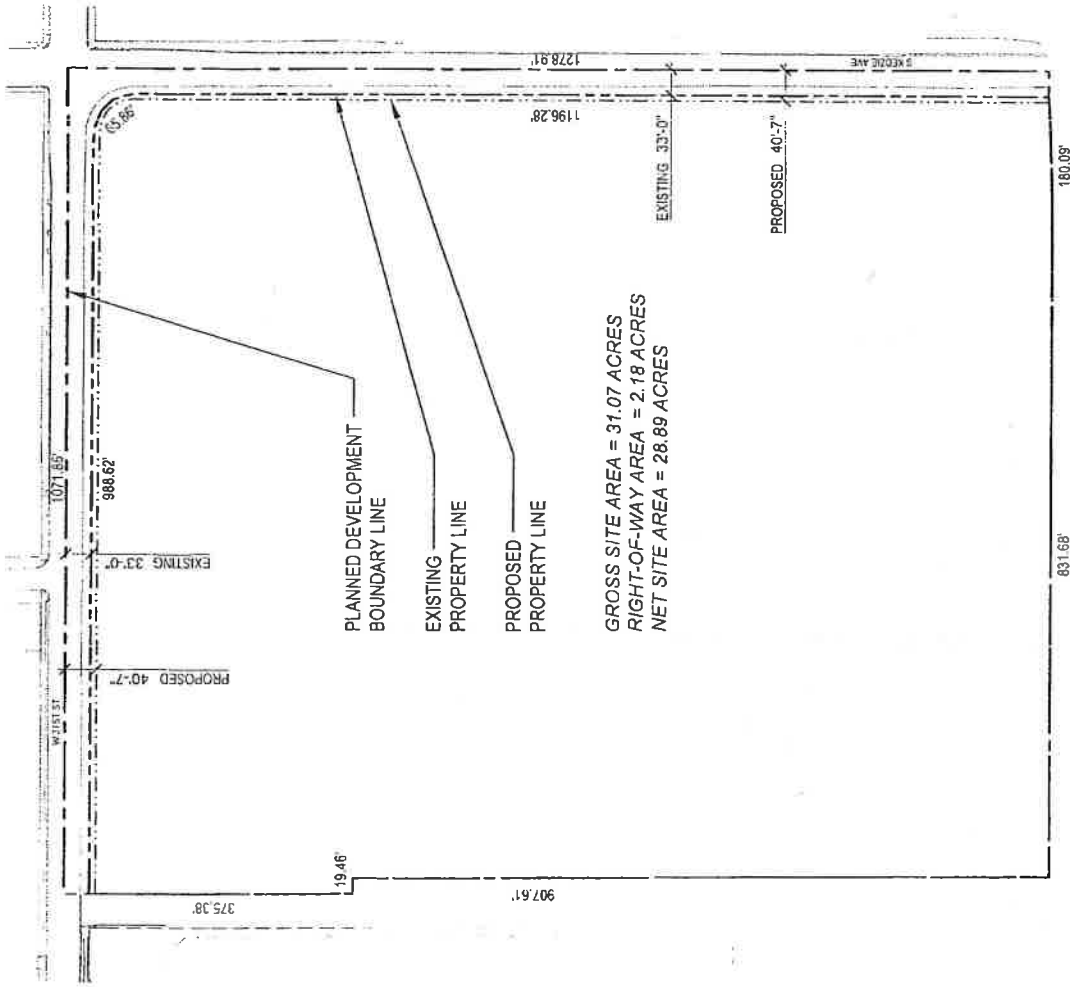 1071.86'
W 31ST ST
988.62'
65.86'
EXISTING 33'-0"
PROPOSED 40'-7"
1278.91'
1196.28'
S KEDZIE AVE
EXISTING 33'-0"
PROPOSED 40'-7"
PLANNED DEVELOPMENT
BOUNDARY LINE
EXISTING
PROPERTY LINE
PROPOSED
PROPERTY LINE
GROSS SITE AREA = 31.07 ACRES
RIGHT-OF-WAY AREA = 2.18 ACRES
NET SITE AREA = 28.89 ACRES
375.38'
19.46'
907.61'
831.68'
180.09'